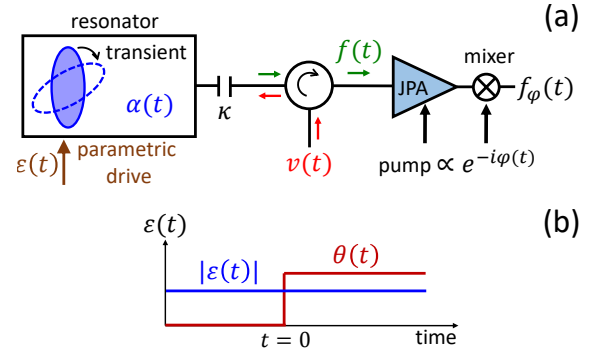 (a)
resonator
transient
α(t)
κ
f(t)
v(t)
JPA
mixer
f_φ(t)
pump ∝ e^{-iφ(t)}
ε(t)
parametric
drive
(b)
ε(t)
|ε(t)|
θ(t)
t = 0
time